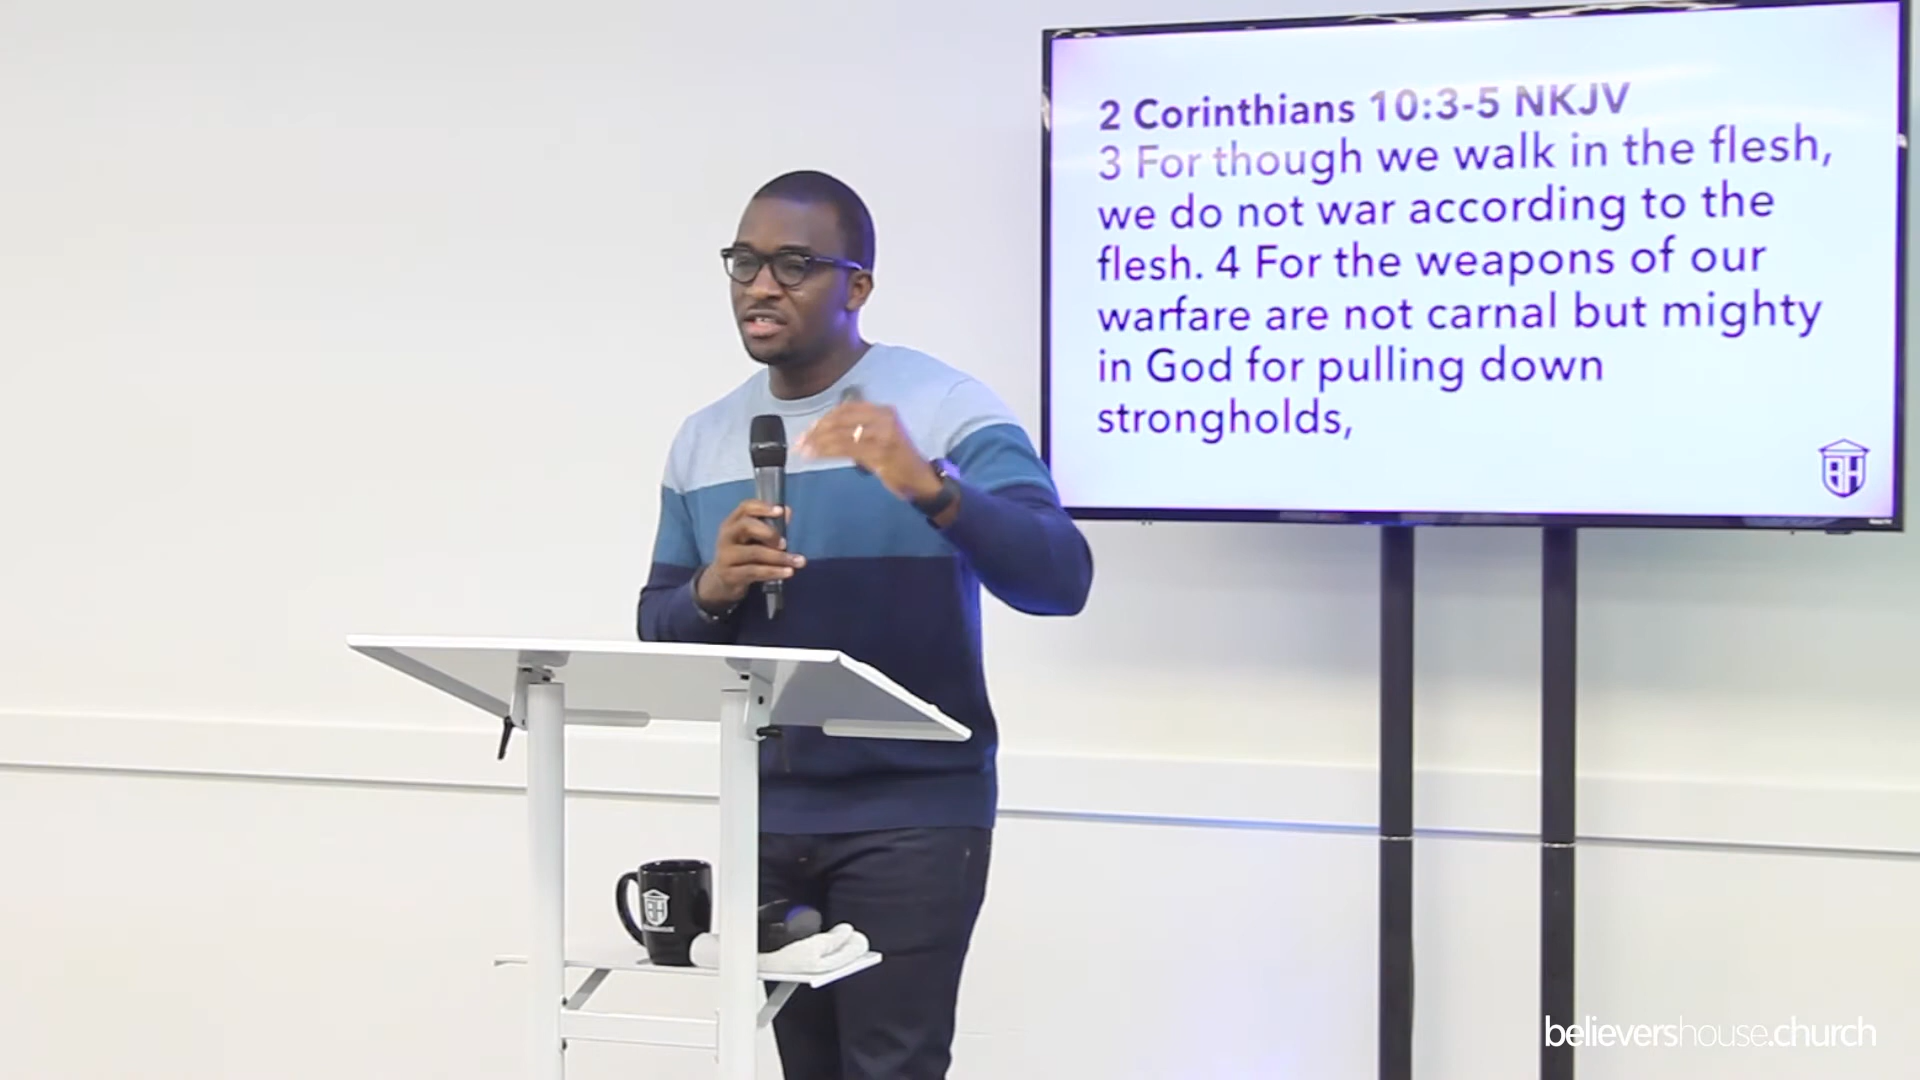 2 Corinthians 10:3-5 NKJV
3 For though we walk in the flesh,
we do not war according to the
flesh. 4 For the weapons of our
warfare are not carnal but mighty
in God for pulling down
strongholds,
BH
BH
believershouse.church